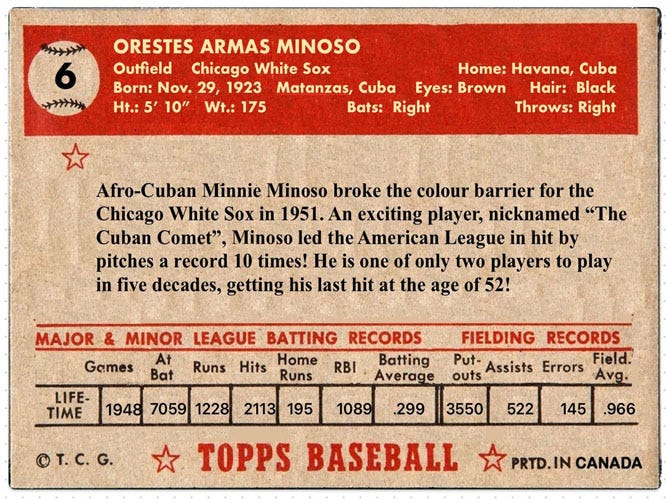 6
ORESTES ARMAS MINOSO
Outfield Chicago White Sox Home: Havana, Cuba
Born: Nov. 29, 1923 Matanzas, Cuba Eyes: Brown Hair: Black
Ht.: 5' 10" Wt.: 175 Bats: Right Throws: Right
Afro-Cuban Minnie Minoso broke the colour barrier for the
Chicago White Sox in 1951. An exciting player, nicknamed “The
Cuban Comet”, Minoso led the American League in hit by
pitches a record 10 times! He is one of only two players to play
in five decades, getting his last hit at the age of 52!
MAJOR & MINOR LEAGUE BATTING RECORDS FIELDING RECORDS
Games At Bat Runs Hits Home Runs RBI Batting Average Put-outs Assists Errors Field. Avg.
LIFE-TIME 1948 7059 1228 2113 195 1089 .299 3550 522 145 .966
© T. C. G. TOPPS BASEBALL PRTD. IN CANADA